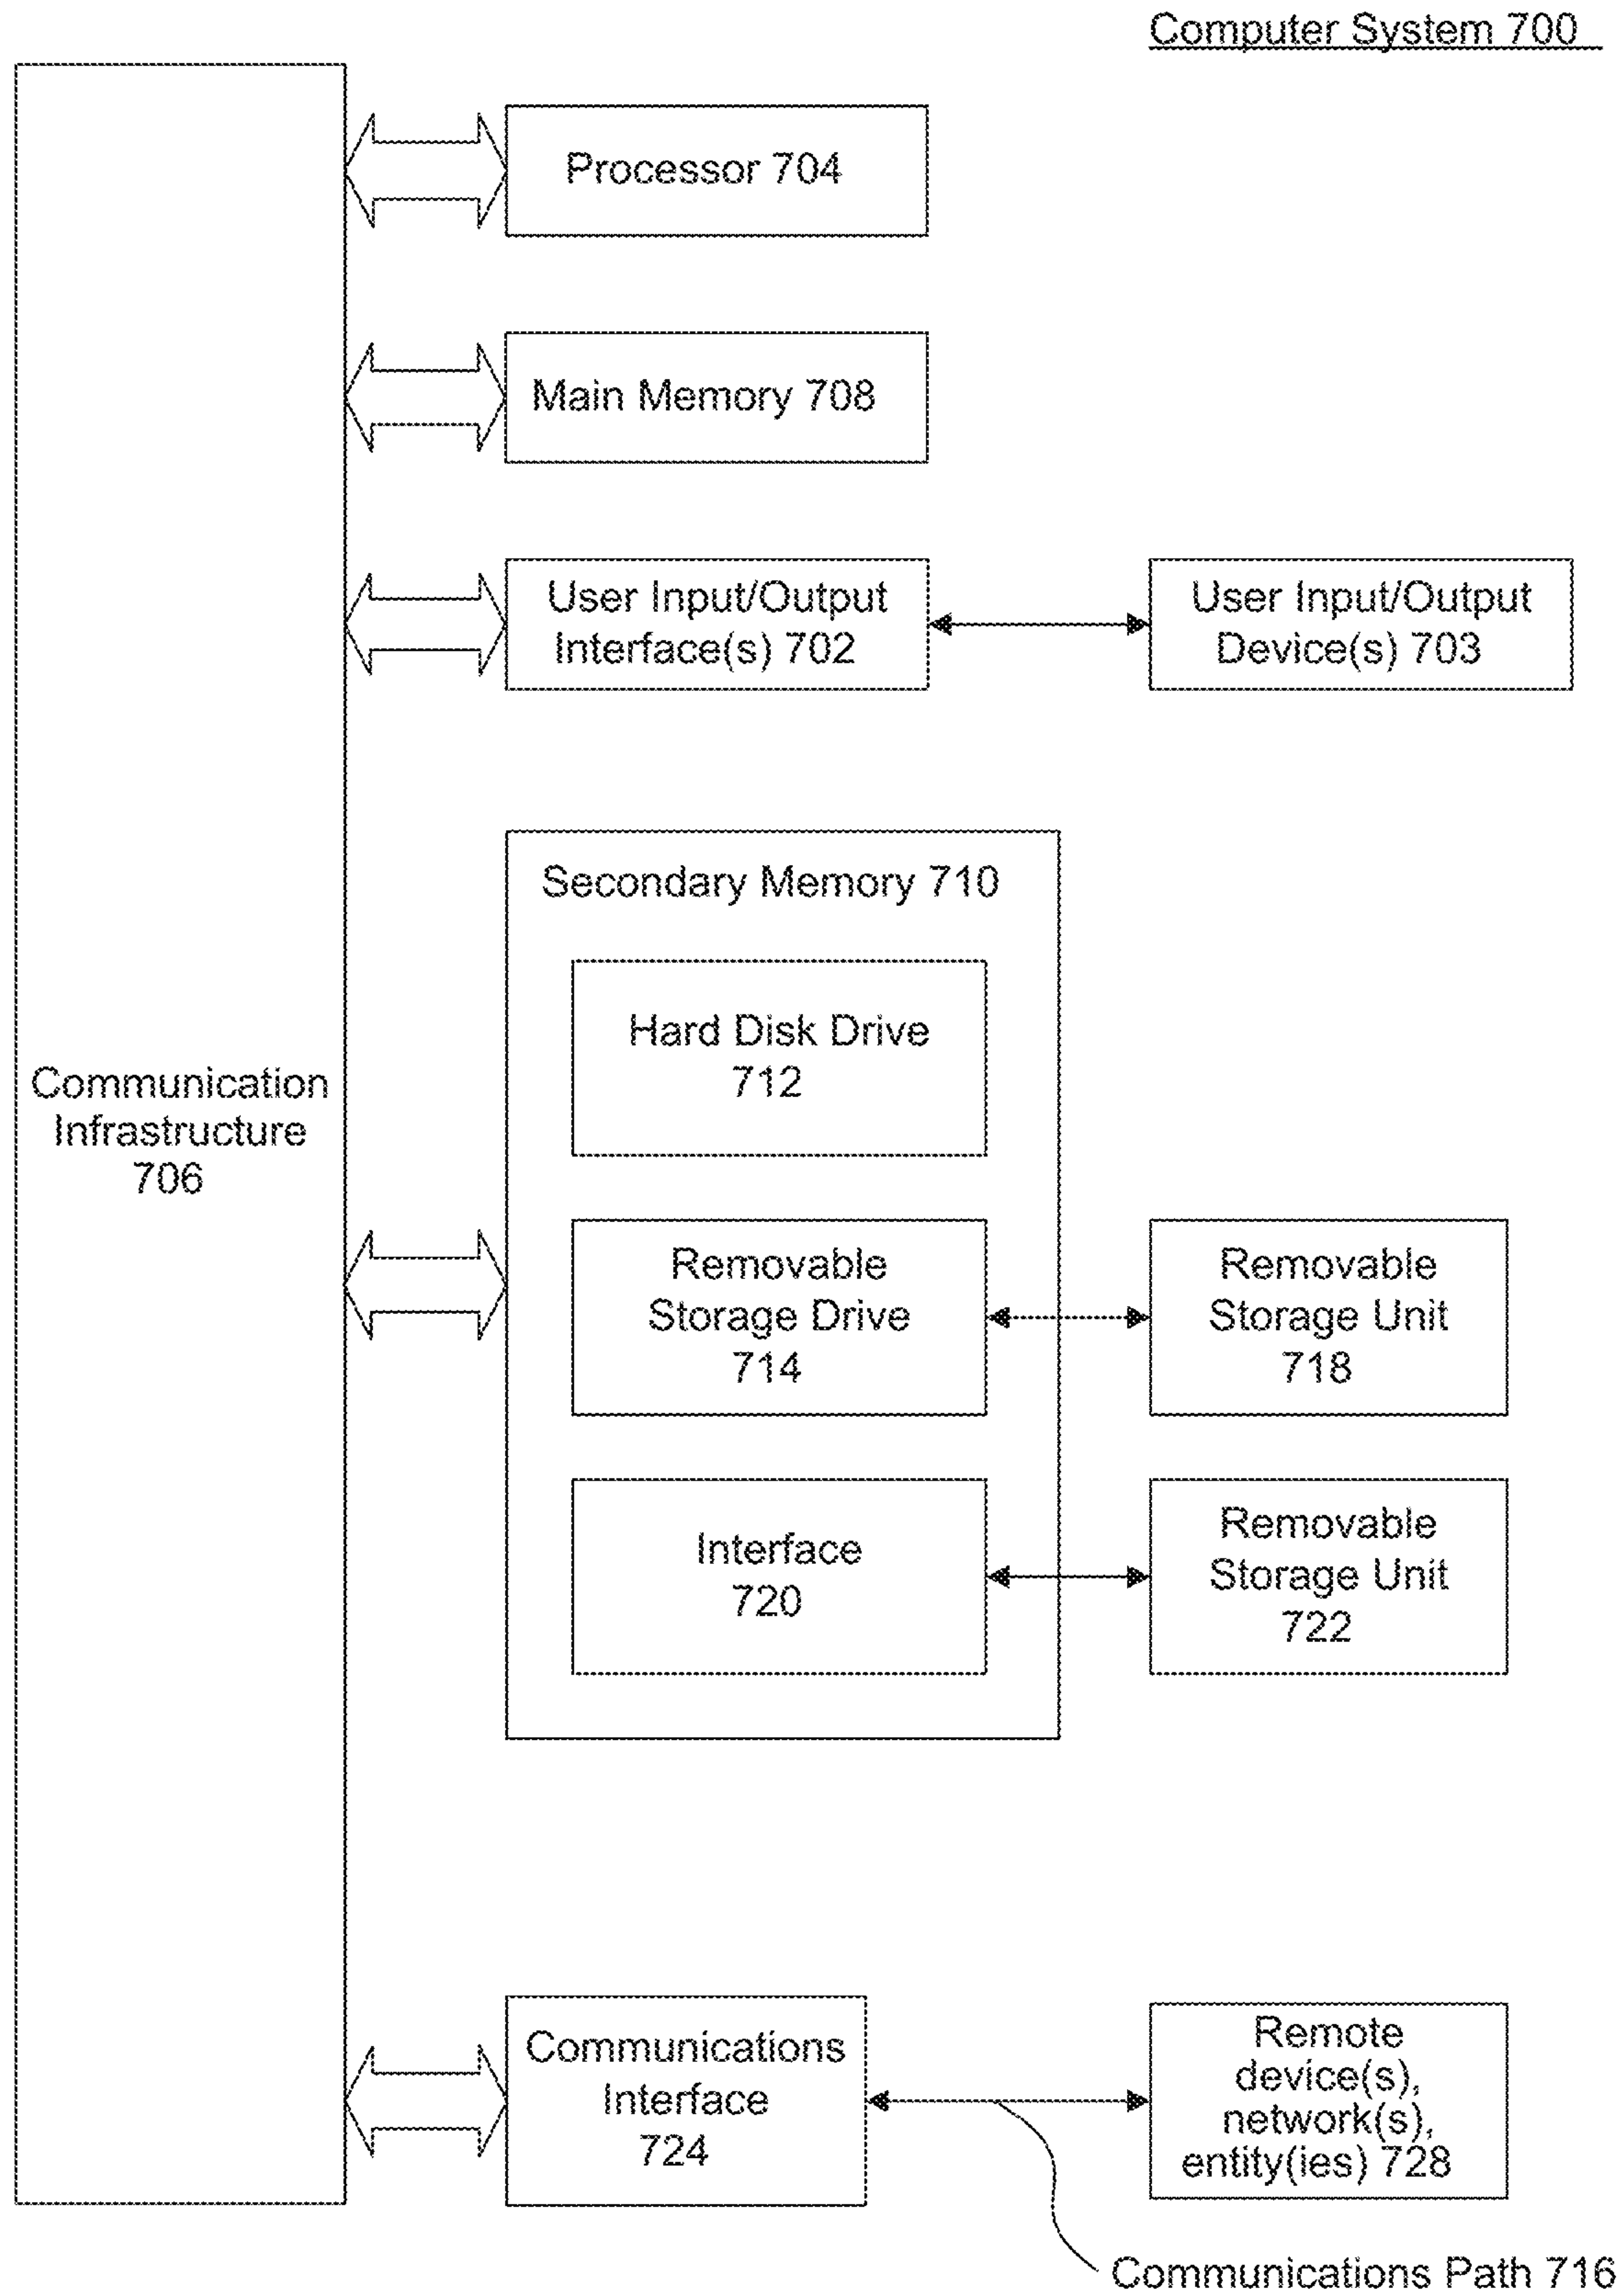 Computer System 700
Processor 704
Main Memory 708
User Input/Output
Interface(s) 702
User Input/Output
Device(s) 703
Secondary Memory 710
Hard Disk Drive
712
Communication
Infrastructure
706
Removable
Storage Drive
714
Removable
Storage Unit
718
Interface
720
Removable
Storage Unit
722
Communications
Interface
724
Remote
device(s),
network(s),
entity(ies) 728
Communications Path 716